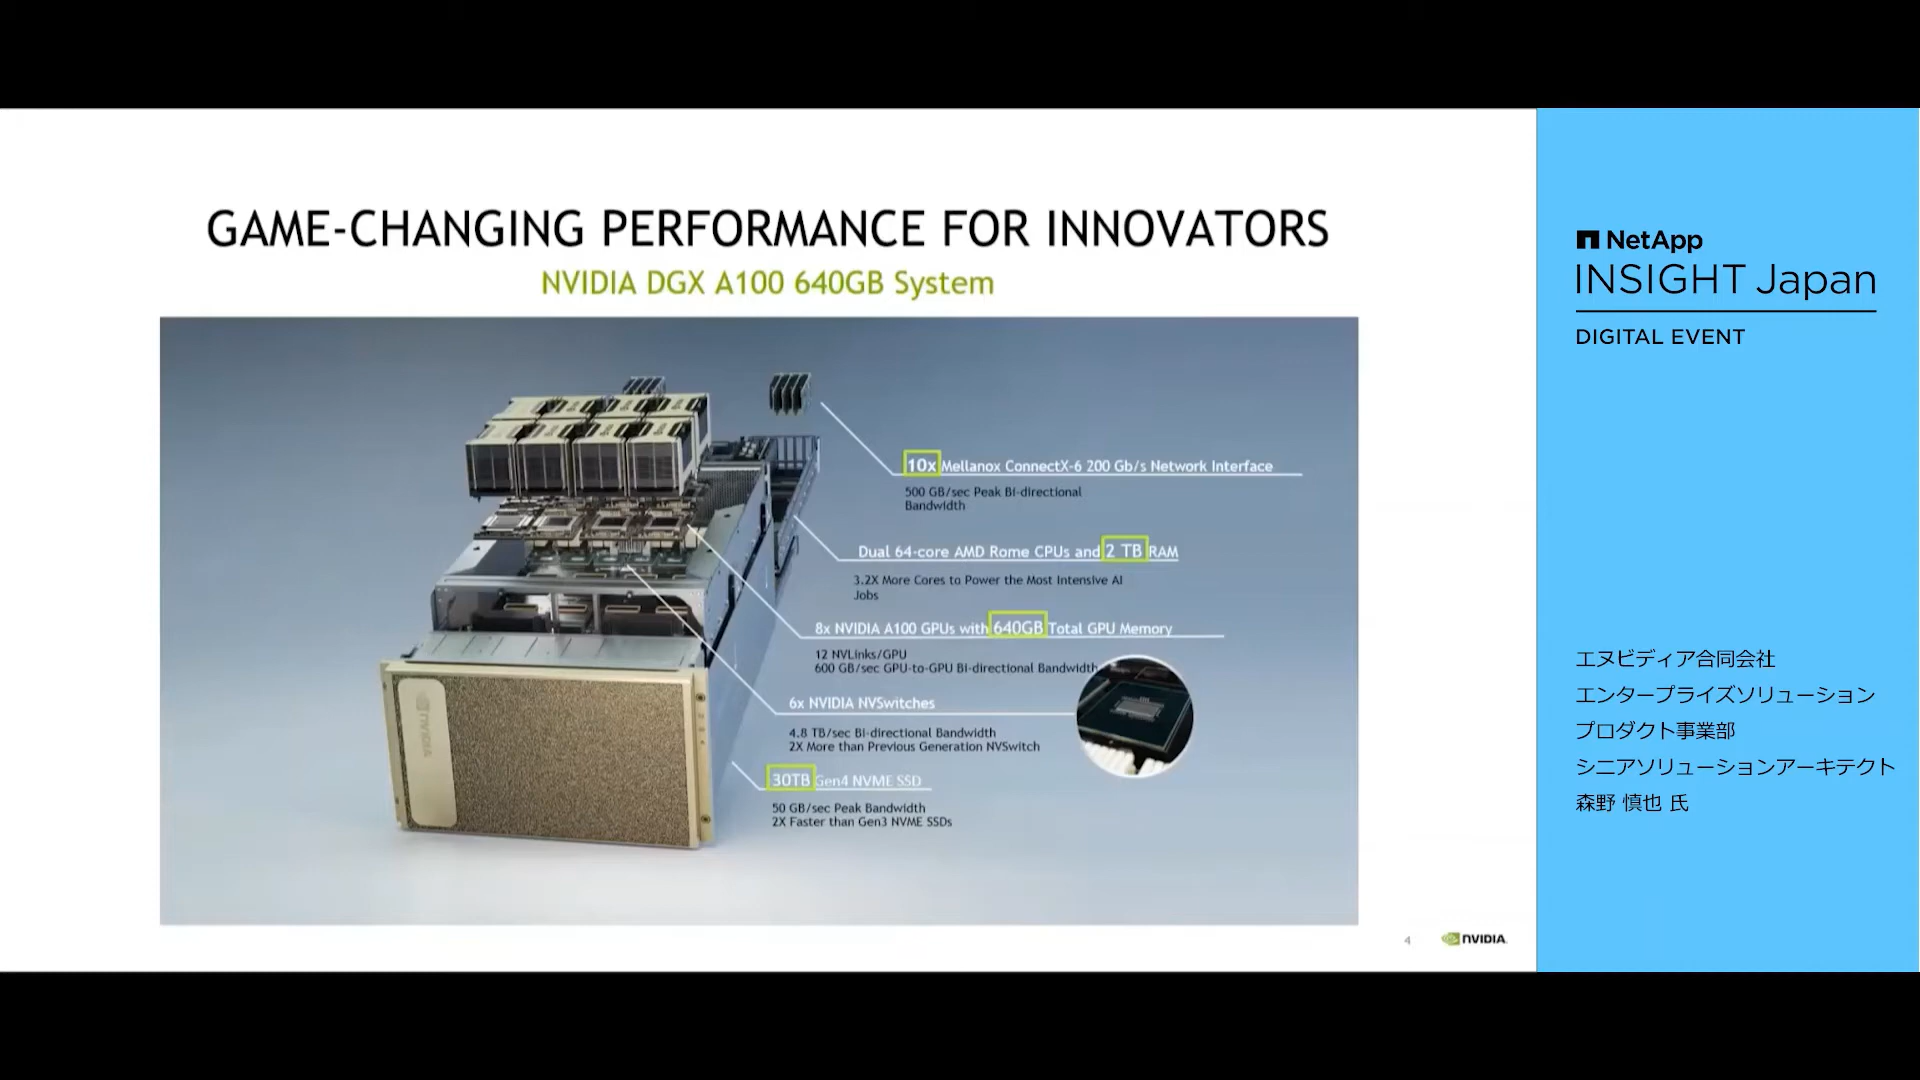 GAME-CHANGING PERFORMANCE FOR INNOVATORS
NVIDIA DGX A100 640GB System
10x Mellanox ConnectX-6 200 Gb/s Network Interface
500 GB/sec Peak Bi-directional
Bandwidth
Dual 64-core AMD Rome CPUs and 2 TB RAM
3.2X More Cores to Power the Most Intensive AI
Jobs
8x NVIDIA A100 GPUs with 640GB Total GPU Memory
12 NVLinks/GPU
600 GB/sec GPU-to-GPU Bi-directional Bandwidth
6x NVIDIA NVSwitches
4.8 TB/sec Bi-directional Bandwidth
2X More than Previous Generation NVSwitch
30TB Gen4 NVME SSD
50 GB/sec Peak Bandwidth
2X Faster than Gen3 NVME SSDs
NVIDIA
4
NVIDIA.
NetApp
INSIGHT Japan
DIGITAL EVENT
エヌビディア合同会社
エンタープライズソリューション
プロダクト事業部
シニアソリューションアーキテクト
森野 慎也 氏